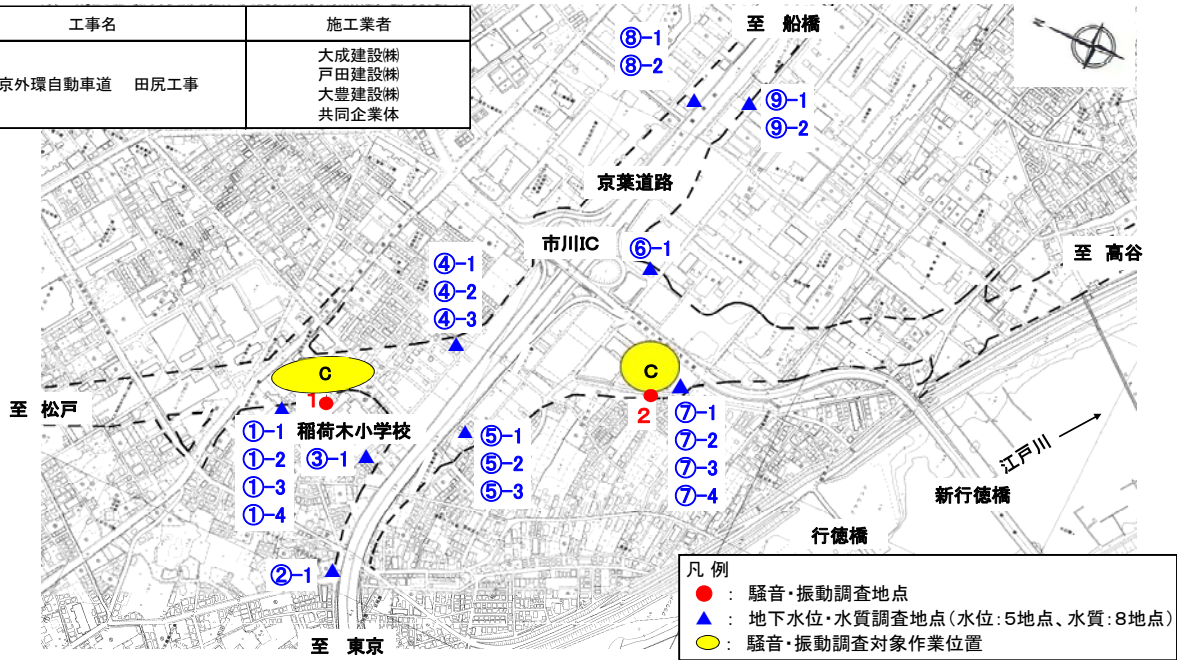 工事名 施工業者
京外環自動車道 田尻工事
大成建設㈱
戸田建設㈱
大豊建設㈱
共同企業体
至 船橋
N
⑧-1
⑧-2
⑨-1
⑨-2
京葉道路
市川IC
⑥-1
至 高谷
④-1
④-2
④-3
C
C
至 松戸
1
2
稲荷木小学校
①-1
①-2
①-3
①-4
③-1
⑤-1
⑤-2
⑤-3
⑦-1
⑦-2
⑦-3
⑦-4
江戸川
新行徳橋
行徳橋
②-1
至 東京
凡 例
● : 騒音・振動調査地点
▲ : 地下水位・水質調査地点(水位:5地点、水質:8地点)
: 騒音・振動調査対象作業位置